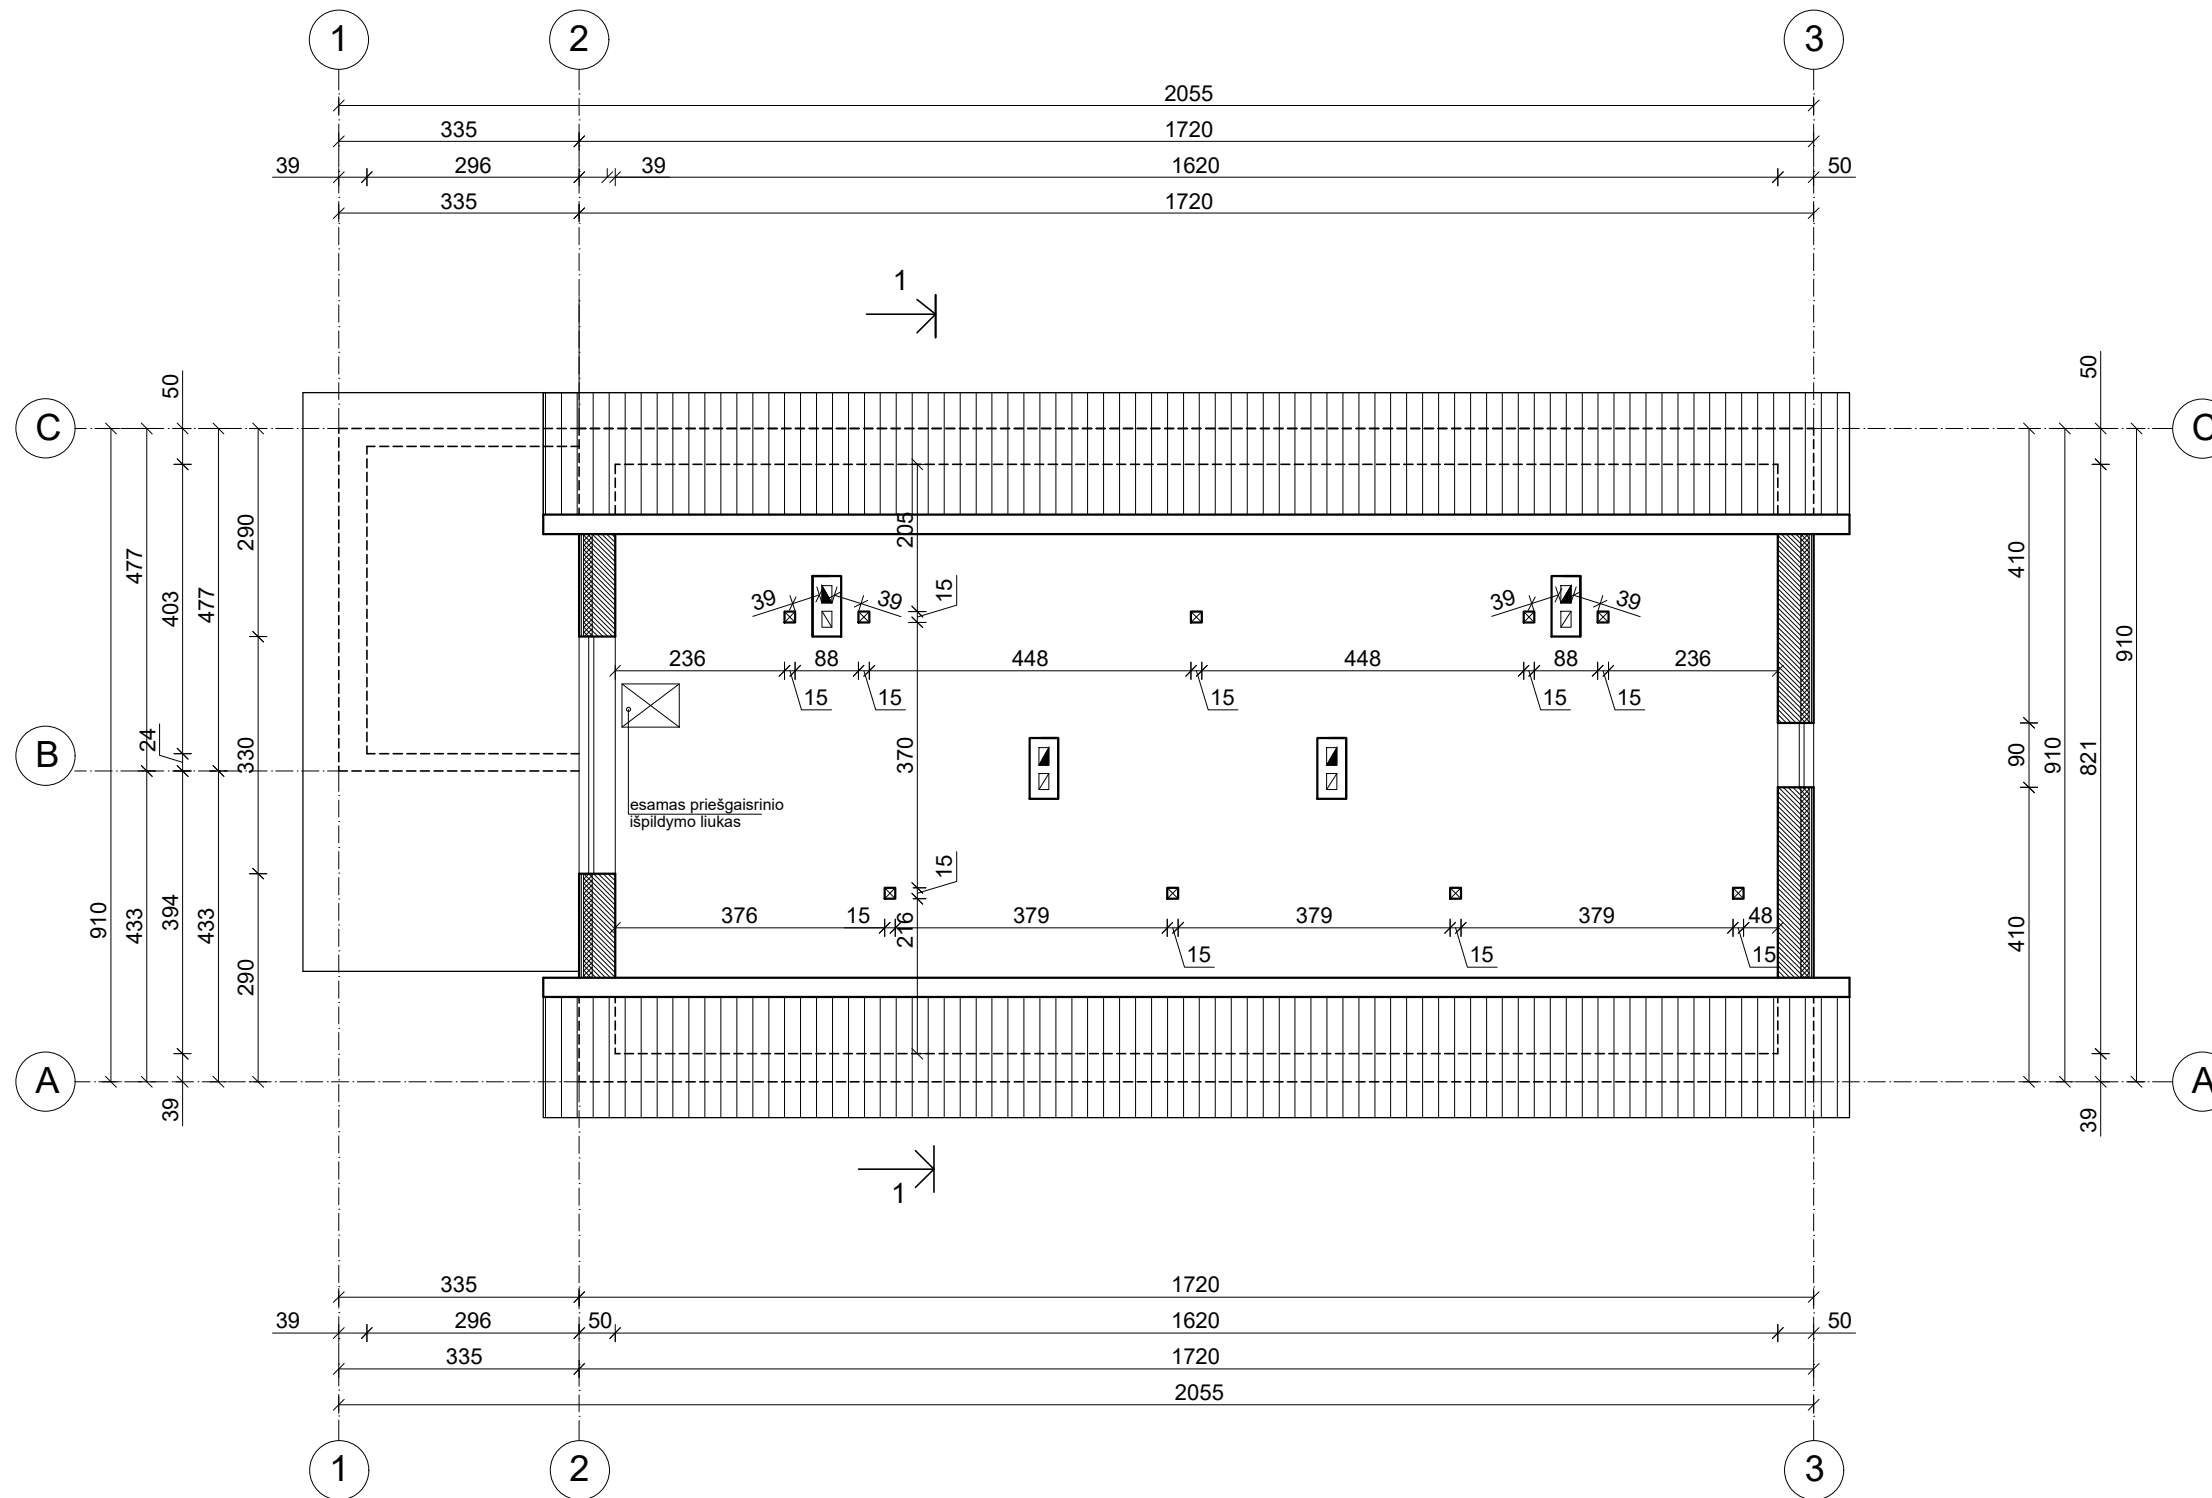 1 2 3
2055
335 1720
39 296 39 1620 50
335 1720
1
50 50
C C
205
290 477 403 477 410 910 910
39 39 15 39 39
236 88 448 448 88 236
15 15 15 15 15
24 330 370 90 910 821
B
esamas priešgaisrinio
išpildymo liukas
15
376 15 216 379 379 379 48
15 15 15
910 433 394 433 290 410
A A
39 39
1
335 1720
39 296 50 1620 50
335 1720
2055
1 2 3